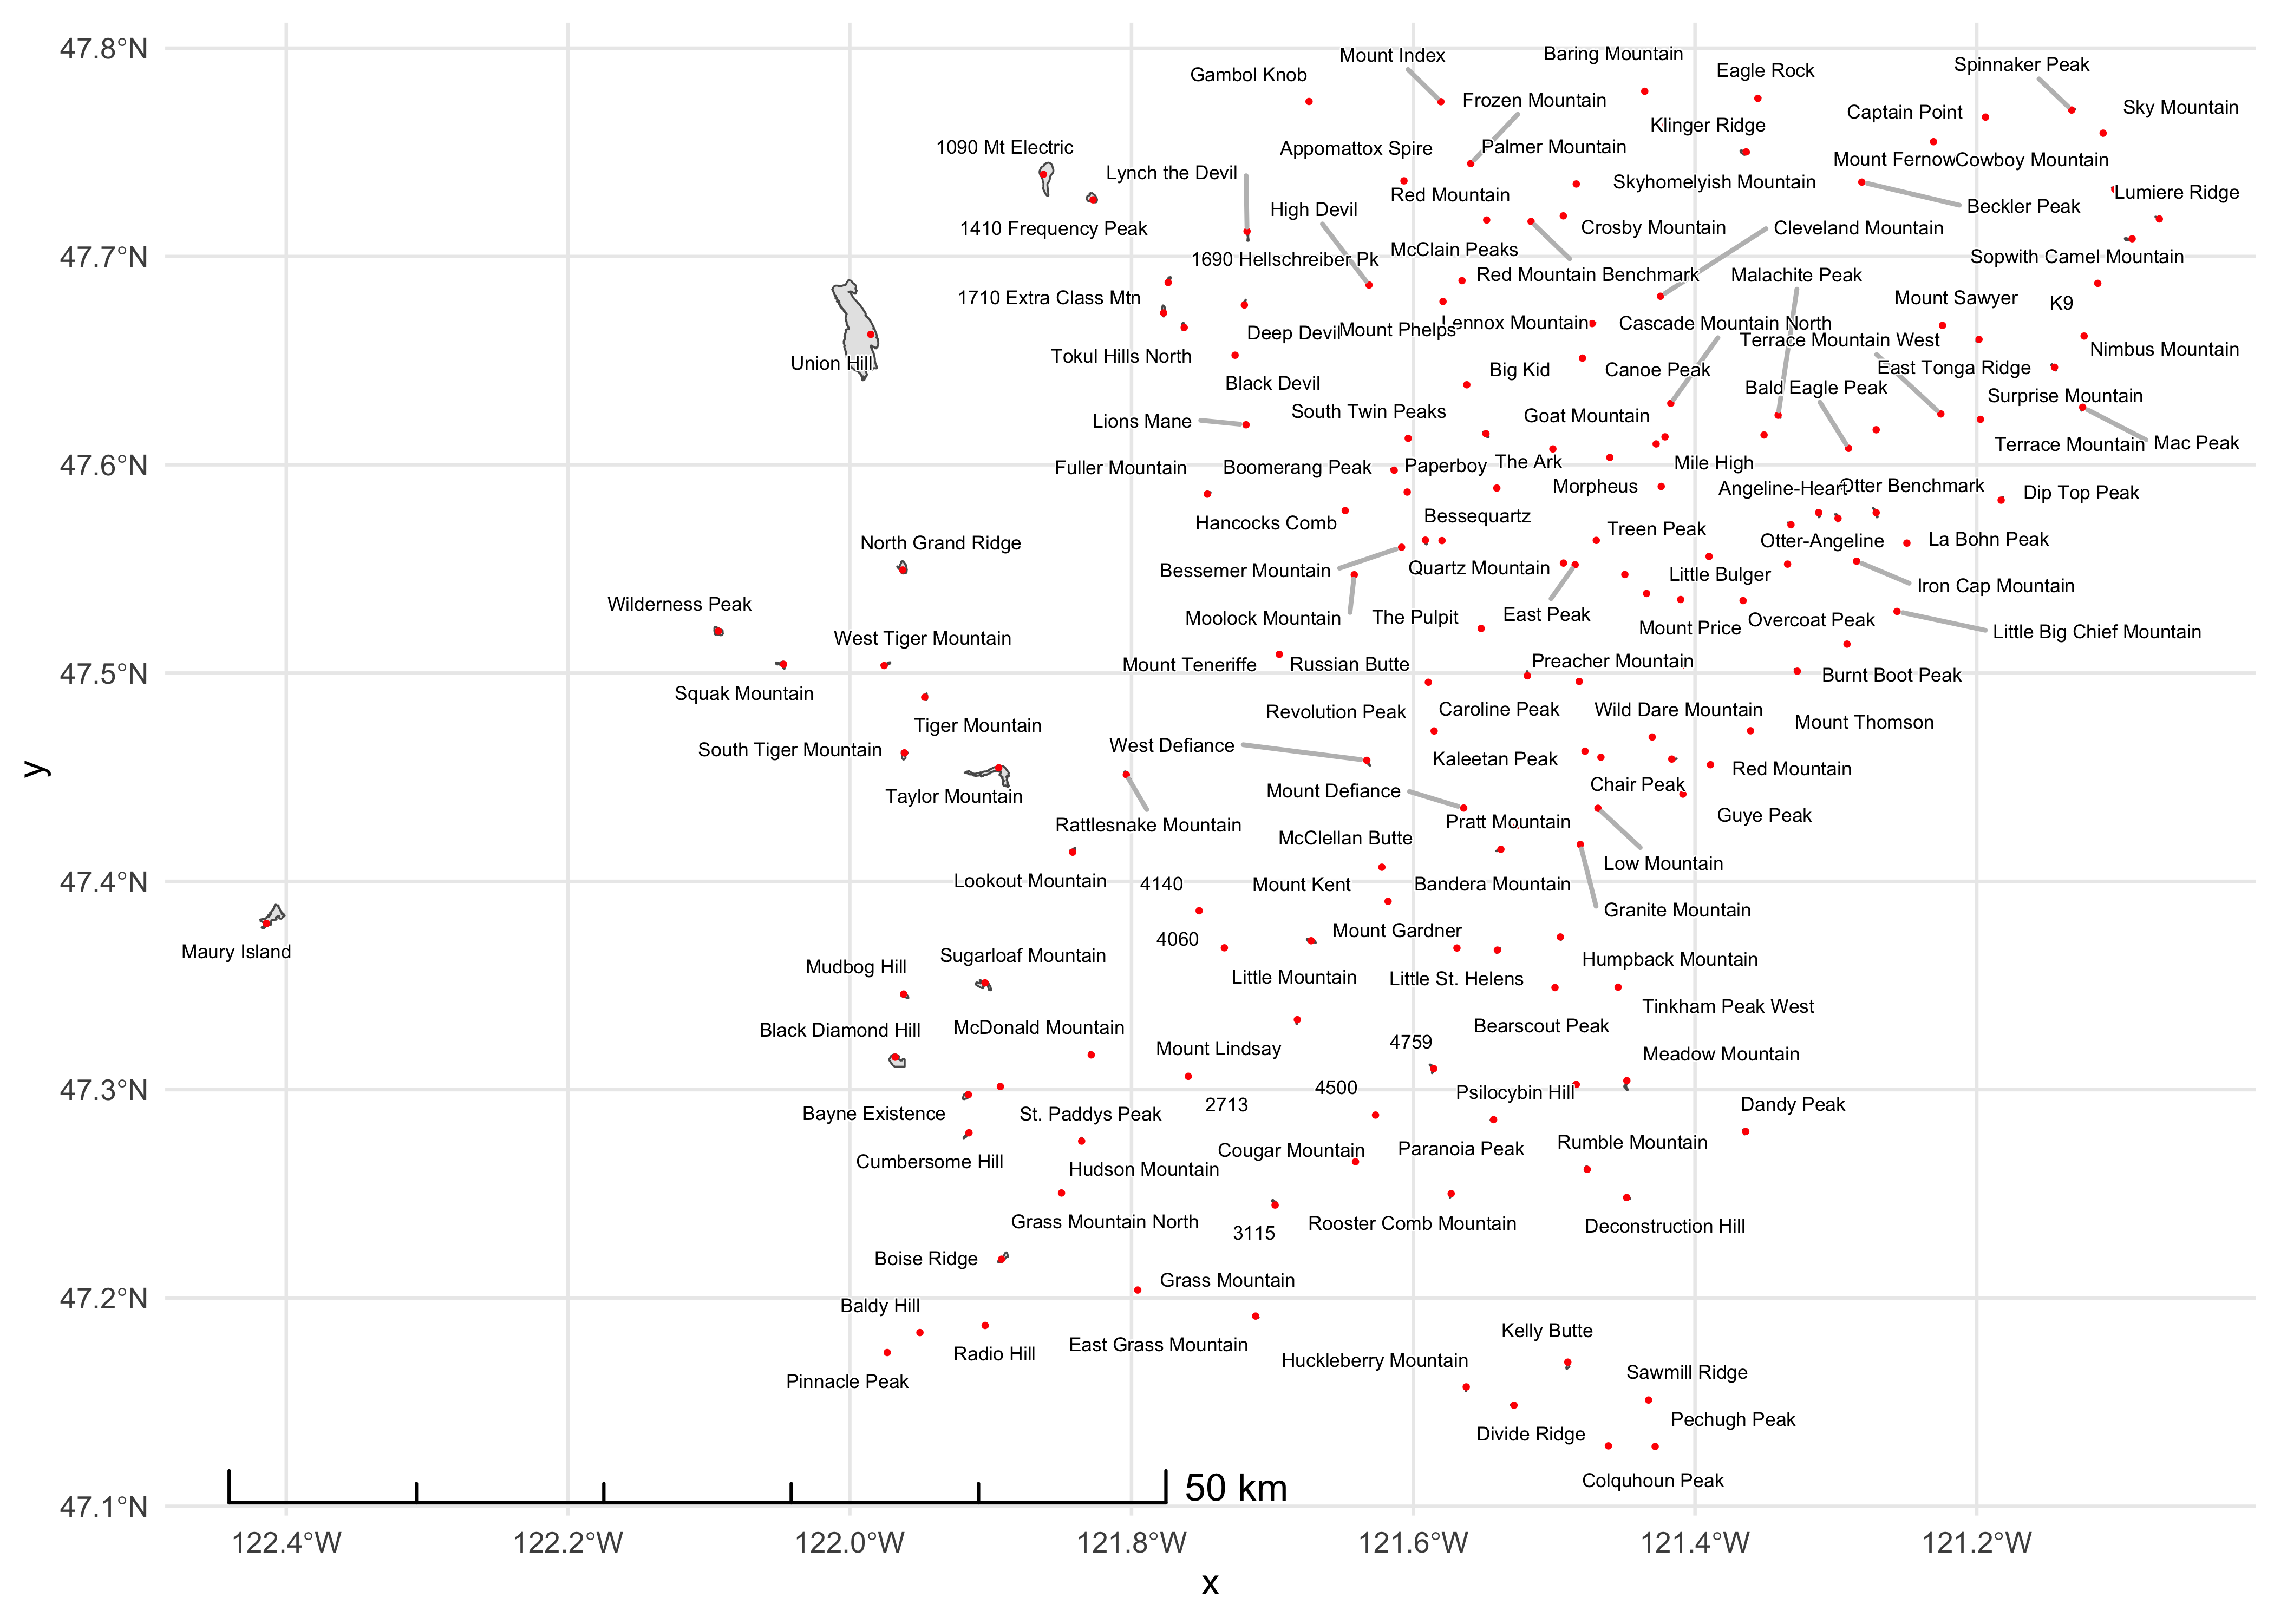 47.8°N
Mount Index
Baring Mountain
Gambol Knob
Eagle Rock
Spinnaker Peak
Frozen Mountain
Captain Point
Sky Mountain
Klinger Ridge
1090 Mt Electric
Appomattox Spire
Palmer Mountain
Mount Fernow
Cowboy Mountain
Lynch the Devil
Red Mountain
Skyhomelyish Mountain
Lumiere Ridge
High Devil
Beckler Peak
1410 Frequency Peak
Crosby Mountain
Cleveland Mountain
47.7°N
1690 Hellschreiber Pk
McClain Peaks
Sopwith Camel Mountain
Red Mountain Benchmark
Malachite Peak
1710 Extra Class Mtn
Mount Sawyer
K9
Deep Devil
Mount Phelps
Lennox Mountain
Cascade Mountain North
Terrace Mountain West
Nimbus Mountain
Tokul Hills North
Union Hill
Big Kid
Canoe Peak
East Tonga Ridge
Black Devil
Bald Eagle Peak
Surprise Mountain
South Twin Peaks
Goat Mountain
Lions Mane
Terrace Mountain
Mac Peak
47.6°N
Fuller Mountain
Boomerang Peak
Paperboy
The Ark
Mile High
Morpheus
Angeline-Heart
Otter Benchmark
Dip Top Peak
Hancocks Comb
Bessequartz
Treen Peak
North Grand Ridge
Otter-Angeline
La Bohn Peak
Bessemer Mountain
Quartz Mountain
Little Bulger
Iron Cap Mountain
Wilderness Peak
Moolock Mountain
The Pulpit
East Peak
Mount Price
Overcoat Peak
Little Big Chief Mountain
West Tiger Mountain
47.5°N
Mount Teneriffe
Russian Butte
Preacher Mountain
Burnt Boot Peak
Squak Mountain
Revolution Peak
Caroline Peak
Wild Dare Mountain
Mount Thomson
Tiger Mountain
South Tiger Mountain
West Defiance
Kaleetan Peak
Red Mountain
Taylor Mountain
Mount Defiance
Chair Peak
Guye Peak
Rattlesnake Mountain
Pratt Mountain
McClellan Butte
Low Mountain
47.4°N
Lookout Mountain
4140
Mount Kent
Bandera Mountain
Granite Mountain
Maury Island
4060
Mount Gardner
Sugarloaf Mountain
Humpback Mountain
Mudbog Hill
Little Mountain
Little St. Helens
Tinkham Peak West
Black Diamond Hill
McDonald Mountain
Bearscout Peak
Mount Lindsay
4759
Meadow Mountain
47.3°N
4500
Psilocybin Hill
Bayne Existence
St. Paddys Peak
2713
Dandy Peak
Cumbersome Hill
Hudson Mountain
Cougar Mountain
Paranoia Peak
Rumble Mountain
Grass Mountain North
3115
Rooster Comb Mountain
Deconstruction Hill
Boise Ridge
Grass Mountain
47.2°N
Baldy Hill
Radio Hill
East Grass Mountain
Kelly Butte
Pinnacle Peak
Huckleberry Mountain
Sawmill Ridge
Pechugh Peak
Divide Ridge
Colquhoun Peak
50 km
47.1°N
122.4°W
122.2°W
122.0°W
121.8°W
121.6°W
121.4°W
121.2°W
x
y